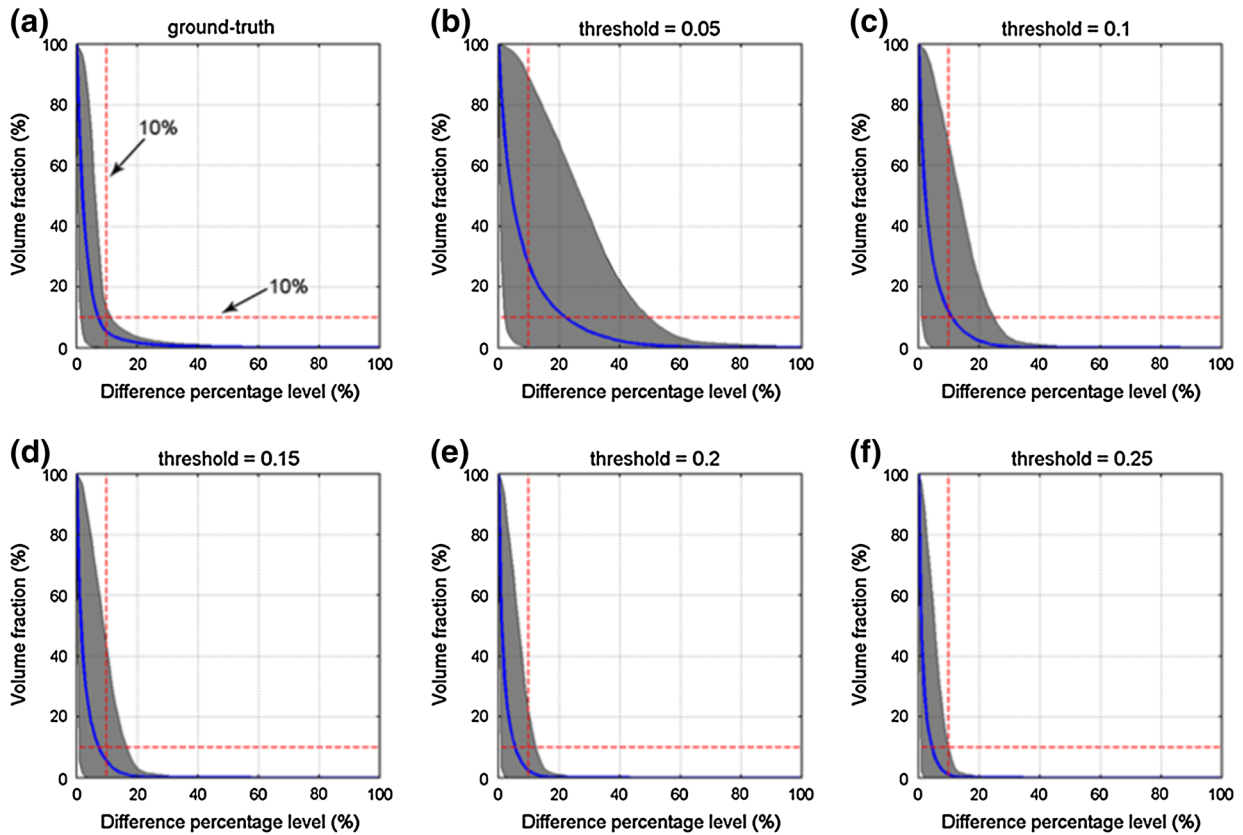 (a)
ground-truth
100
80
60
40
20
0
Volume fraction (%)
10%
10%
0 20 40 60 80 100
Difference percentage level (%)
(b)
threshold = 0.05
100
80
60
40
20
0
Volume fraction (%)
0 20 40 60 80 100
Difference percentage level (%)
(c)
threshold = 0.1
100
80
60
40
20
0
Volume fraction (%)
0 20 40 60 80 100
Difference percentage level (%)
(d)
threshold = 0.15
100
80
60
40
20
0
Volume fraction (%)
0 20 40 60 80 100
Difference percentage level (%)
(e)
threshold = 0.2
100
80
60
40
20
0
Volume fraction (%)
0 20 40 60 80 100
Difference percentage level (%)
(f)
threshold = 0.25
100
80
60
40
20
0
Volume fraction (%)
0 20 40 60 80 100
Difference percentage level (%)